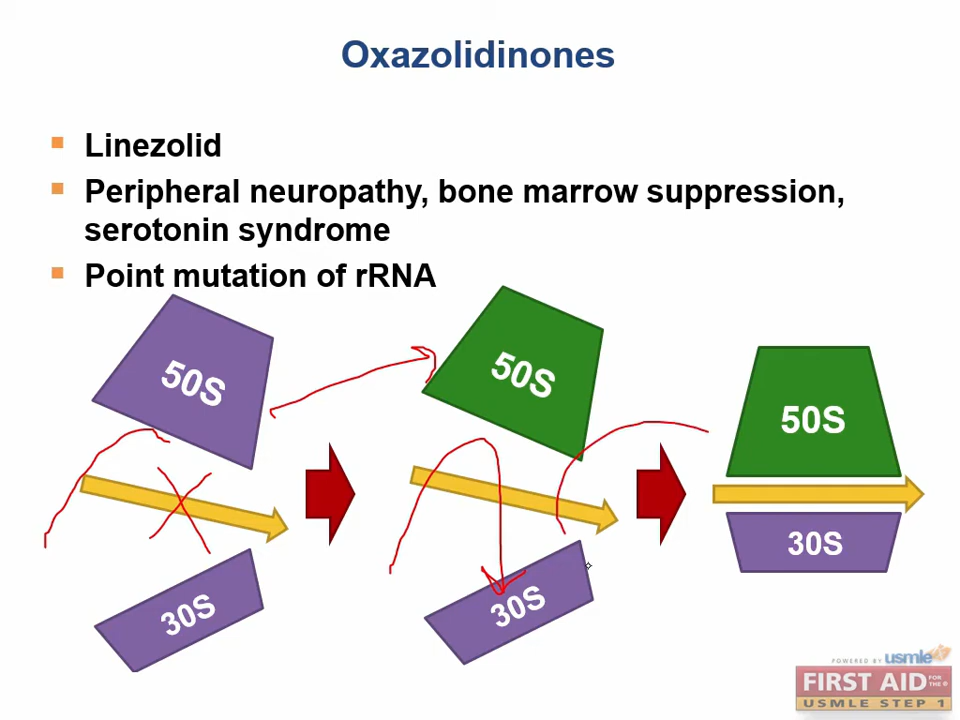 Oxazolidinones
Linezolid
Peripheral neuropathy, bone marrow suppression,
serotonin syndrome
Point mutation of rRNA
50S
50S
50S
30S
30S
30S
POWERED BY usmle
FIRST AID FOR THE®
USMLE STEP 1